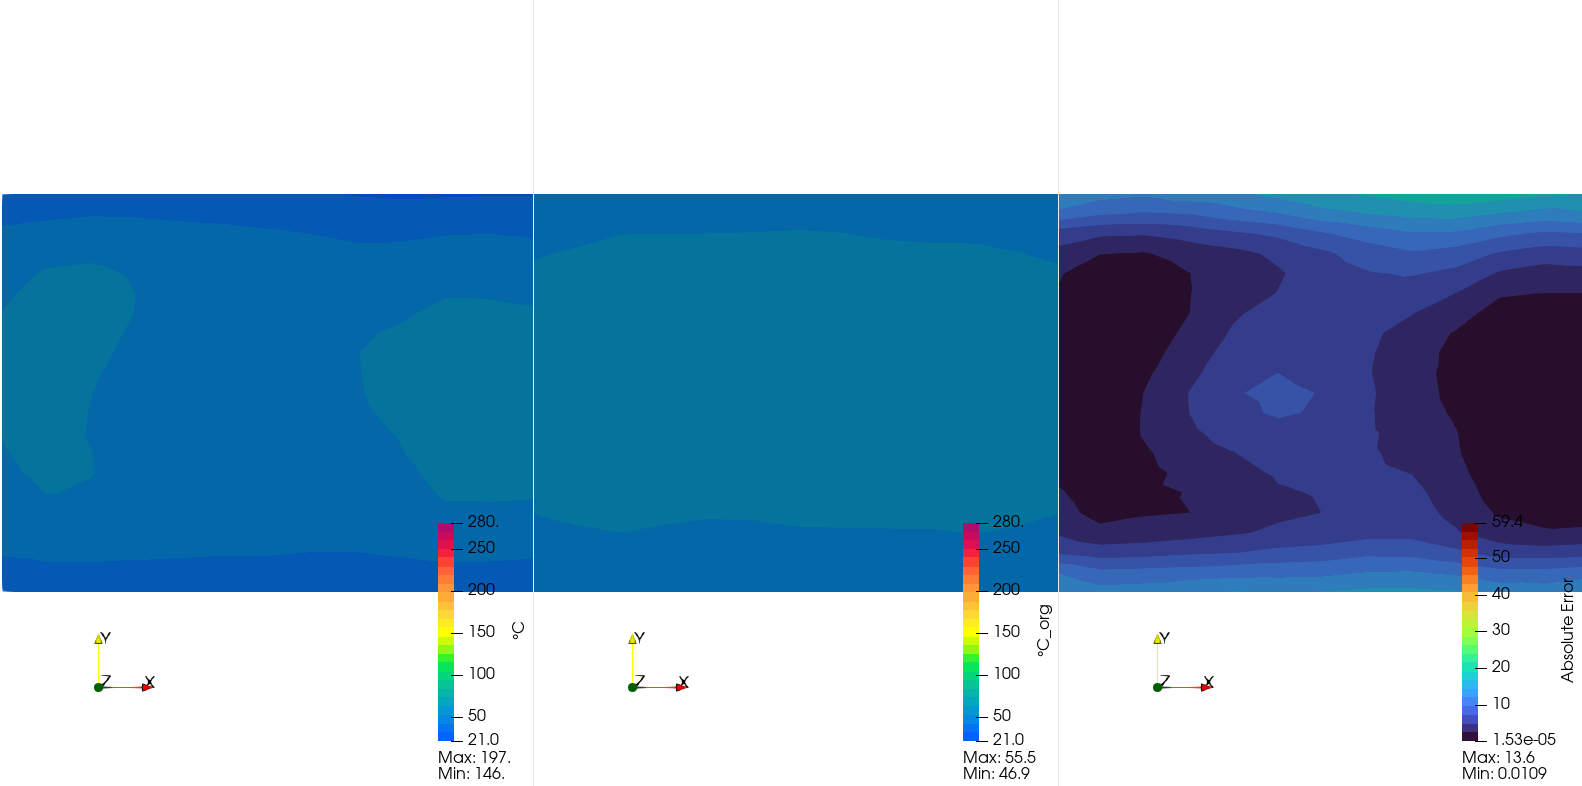 280.
250
200
150
100
50
21.0
°C
Max: 197.
Min: 146.
Y
Z
X
280.
250
200
150
100
50
21.0
°C_org
Max: 55.5
Min: 46.9
Y
Z
X
59.4
50
40
30
20
10
1.53e-05
Absolute Error
Max: 13.6
Min: 0.0109
Y
Z
X